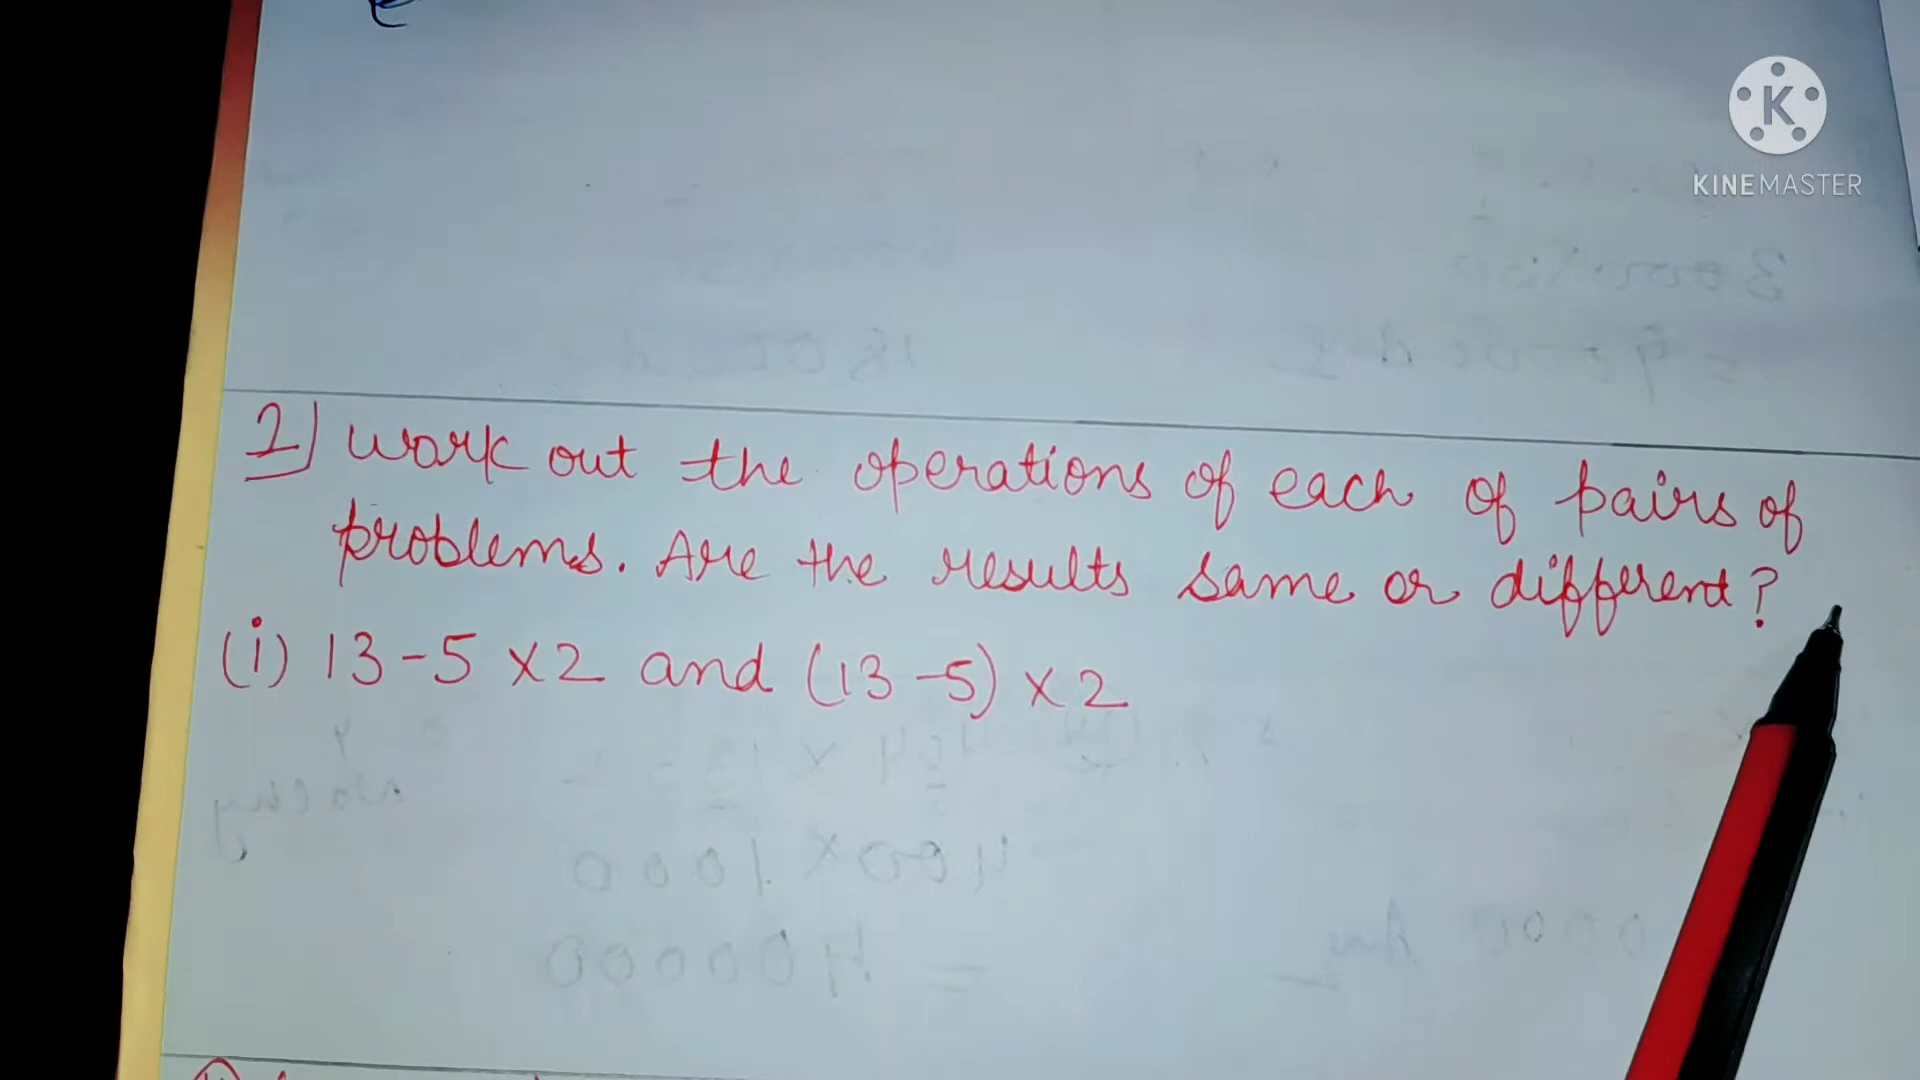 K
KINEMASTER
1) Work out the operations of each of pairs of
problems. Are the results same or different?
(i) 13-5 x2 and (13-5) x 2